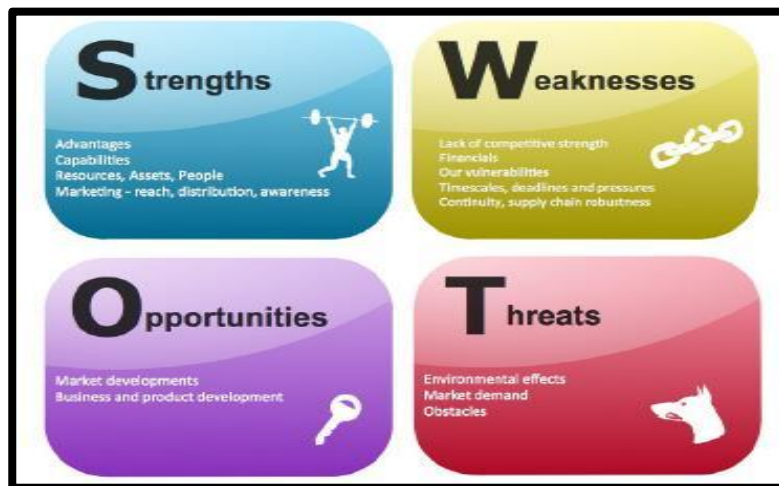 Strengths
Advantages
Capabilities
Resources, Assets, People
Marketing – reach, distribution, awareness
Weaknesses
Lack of competitive strength
Financials
Our vulnerabilities
Timescales, deadlines and pressures
Continuity, supply chain robustness
Opportunities
Market developments
Business and product development
Threats
Environmental effects
Market demand
Obstacles